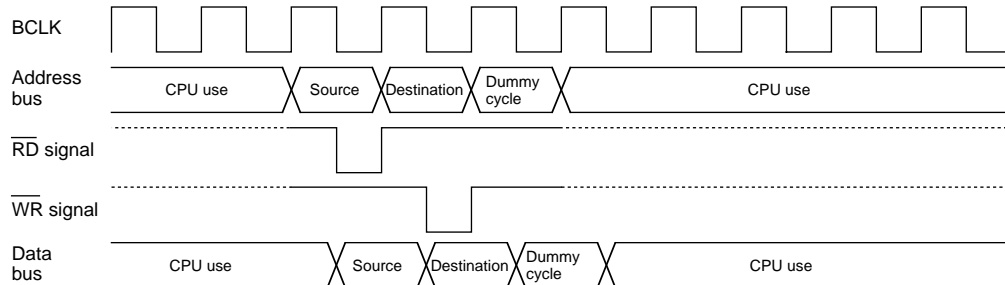 BCLK
Address
bus
CPU use
Source
Destination
Dummy
cycle
CPU use
RD signal
WR signal
Data
bus
CPU use
Source
Destination
Dummy
cycle
CPU use